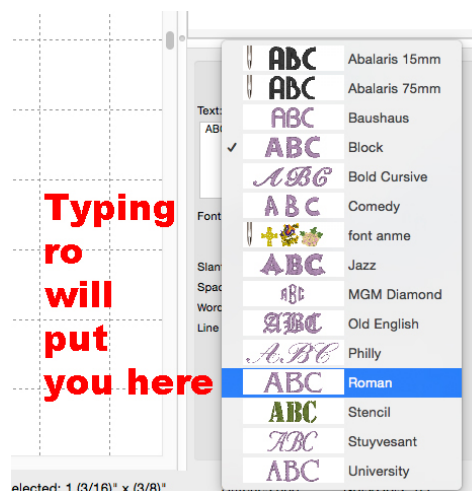 ABC Abalaris 15mm
ABC Abalaris 75mm
Text:
ABC Baushaus
ABC Block
ABC Bold Cursive
ABC Comedy
Font
font anme
Slant
ABC Jazz
Spac
ABC MGM Diamond
Word
Line
ABC Old English
ABC Philly
ABC Roman
ABC Stencil
ABC Stuyvesant
ABC University
Typing
ro
will
put
you here
elected: 1 (3/16)" x (3/8)"